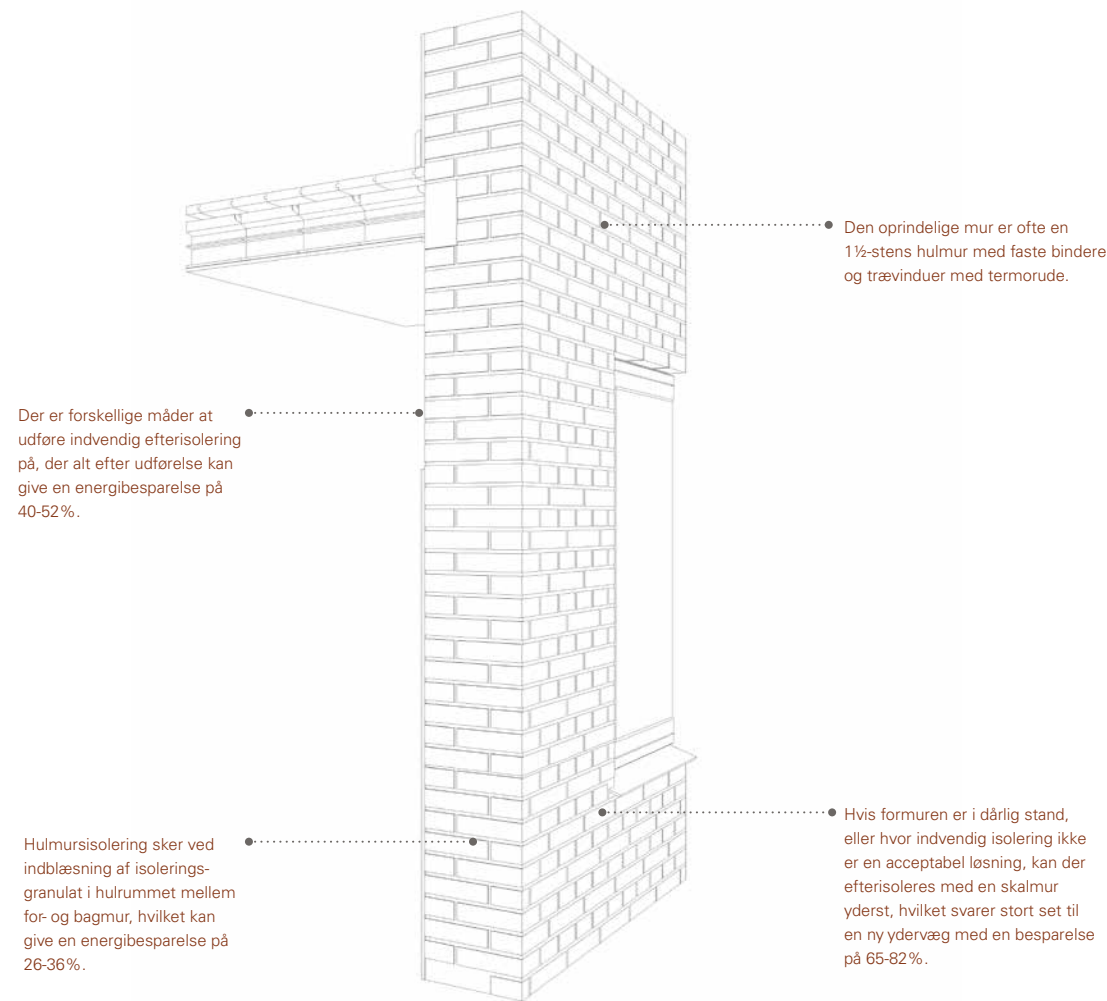 Den oprindelige mur er ofte en
1½-stens hulmur med faste bindere
og trævinduer med termorude.
Der er forskellige måder at
udføre indvendig efterisolering
på, der alt efter udførelse kan
give en energibesparelse på
40-52%.
Hulmursisolering sker ved
indblæsning af isolerings-
granulat i hulrummet mellem
for- og bagmur, hvilket kan
give en energibesparelse på
26-36%.
Hvis formuren er i dårlig stand,
eller hvor indvendig isolering ikke
er en acceptabel løsning, kan der
efterisoleres med en skalmur
yderst, hvilket svarer stort set til
en ny ydervæg med en besparelse
på 65-82%.